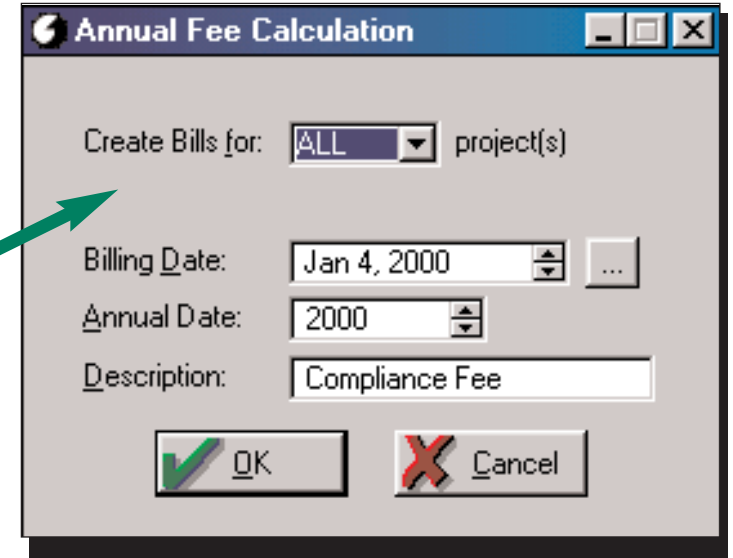 Annual Fee Calculation
Create Bills for: ALL project(s)
Billing Date: Jan 4, 2000 ...
Annual Date: 2000
Description: Compliance Fee
OK Cancel